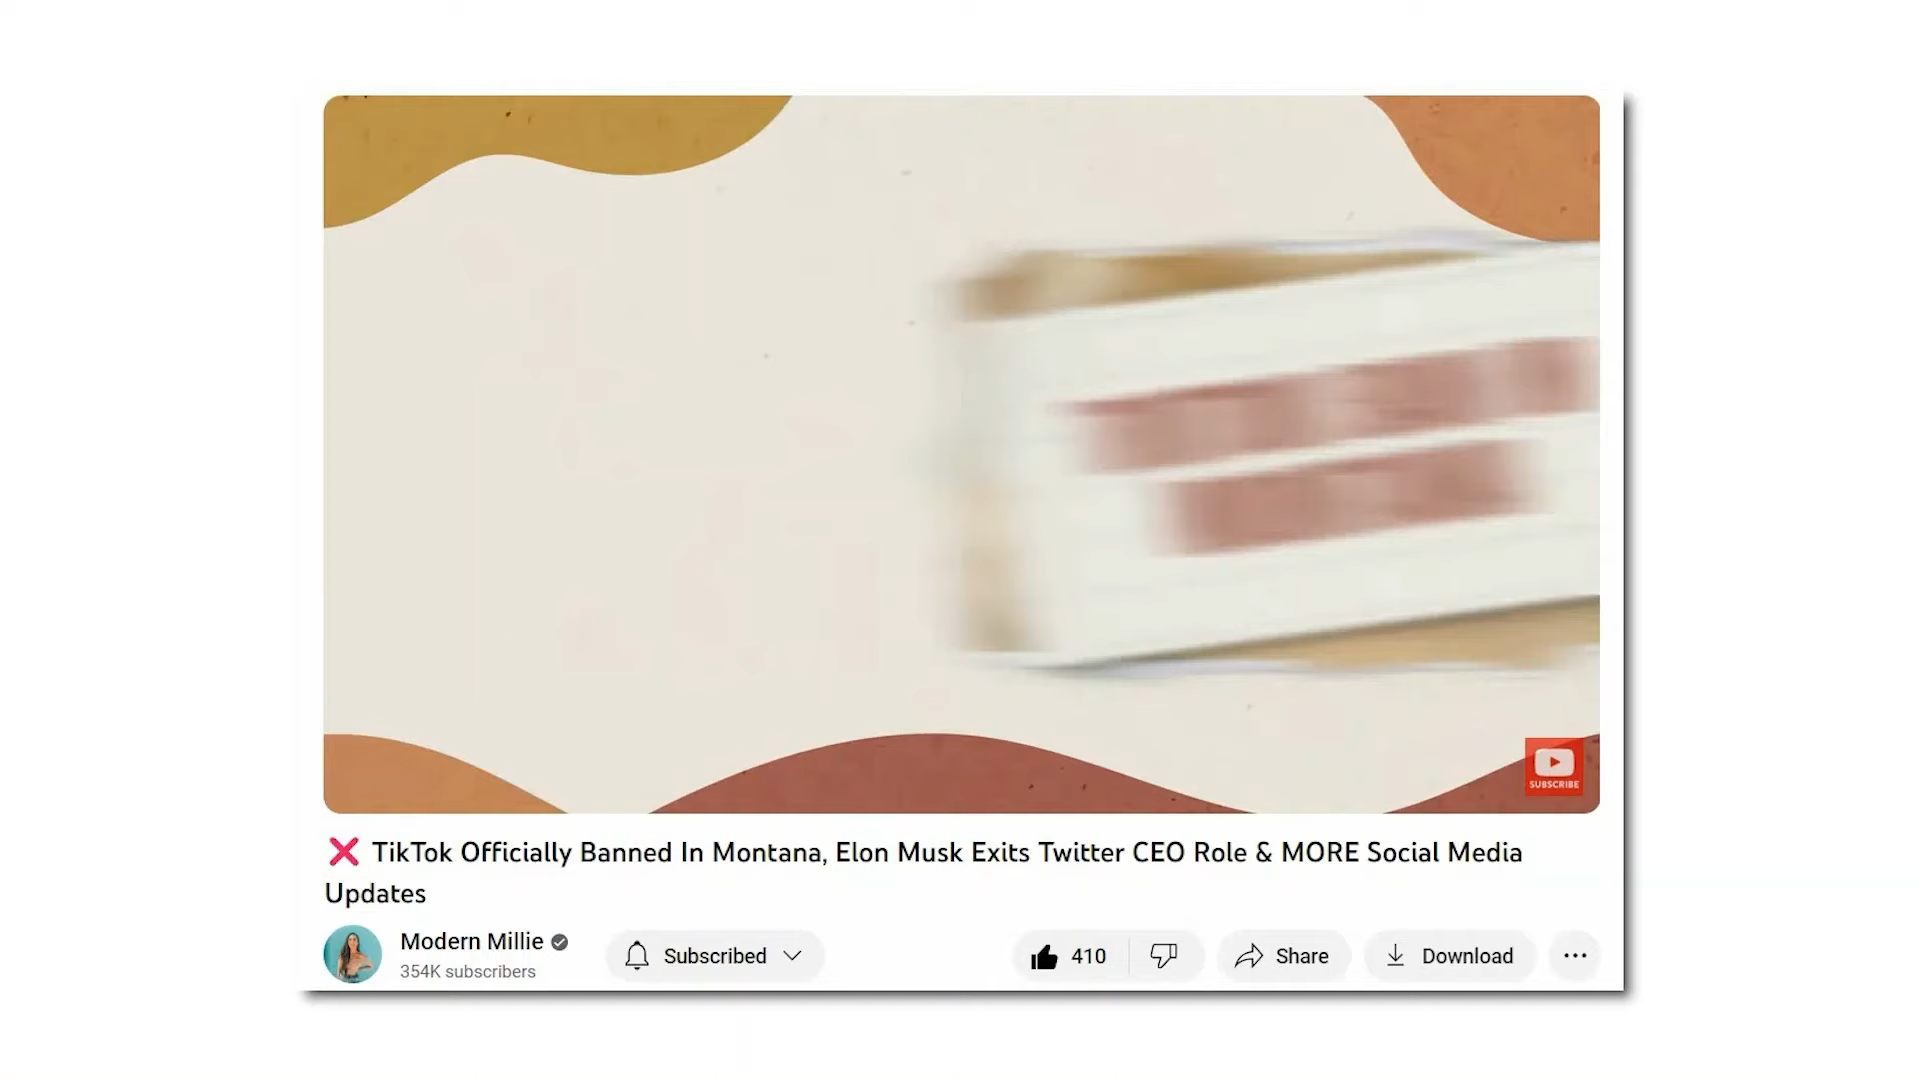 SUBSCRIBE
❌ TikTok Officially Banned In Montana, Elon Musk Exits Twitter CEO Role & MORE Social Media
Updates
Modern Millie
354K subscribers
Subscribed
410
Share
Download